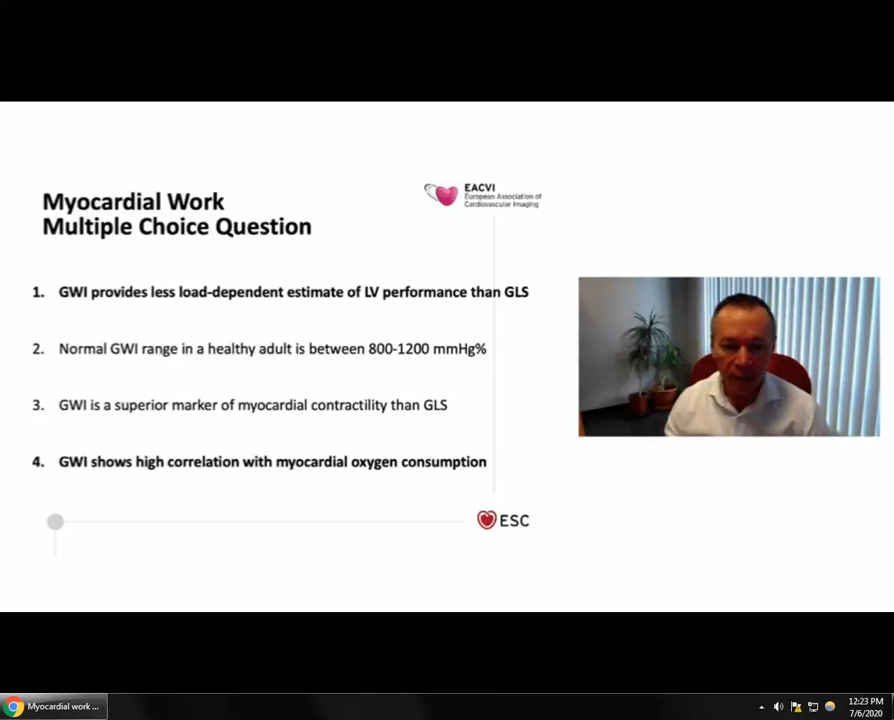 Myocardial Work
Multiple Choice Question
EACVI
European Association of
Cardiovascular Imaging
1. GWI provides less load-dependent estimate of LV performance than GLS
2. Normal GWI range in a healthy adult is between 800-1200 mmHg%
3. GWI is a superior marker of myocardial contractility than GLS
4. GWI shows high correlation with myocardial oxygen consumption
ESC
Myocardial work ...
12:23 PM
7/6/2020